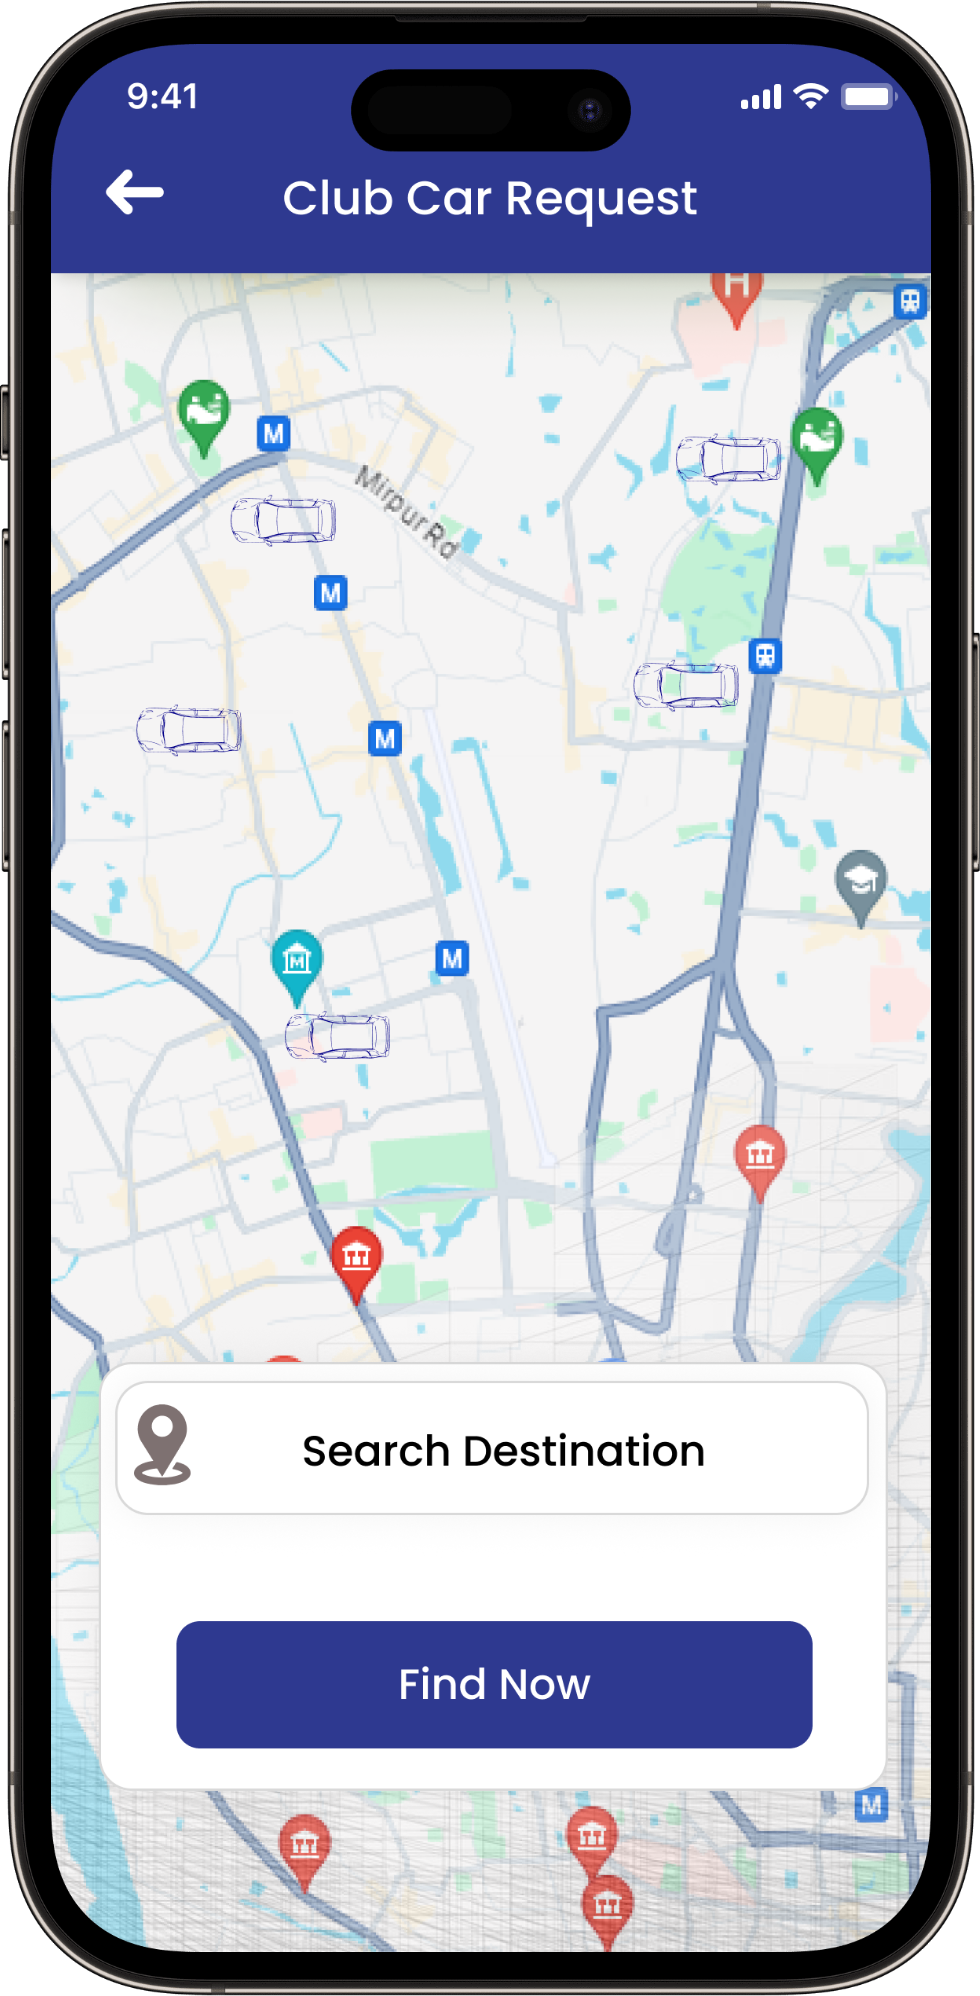 9:41
Club Car Request
H
M
Mirpur Rd
M
M
M
M
Search Destination
Find Now
M